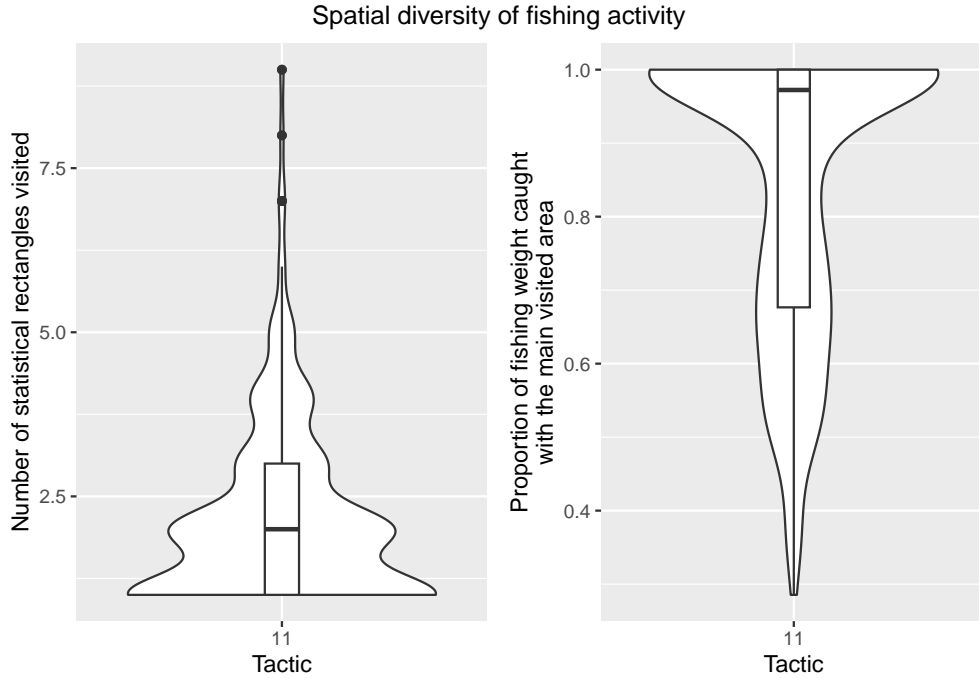 Spatial diversity of fishing activity
Number of statistical rectangles visited
7.5
5.0
2.5
11
Tactic
Proportion of fishing weight caught
with the main visited area
1.0
0.8
0.6
0.4
11
Tactic